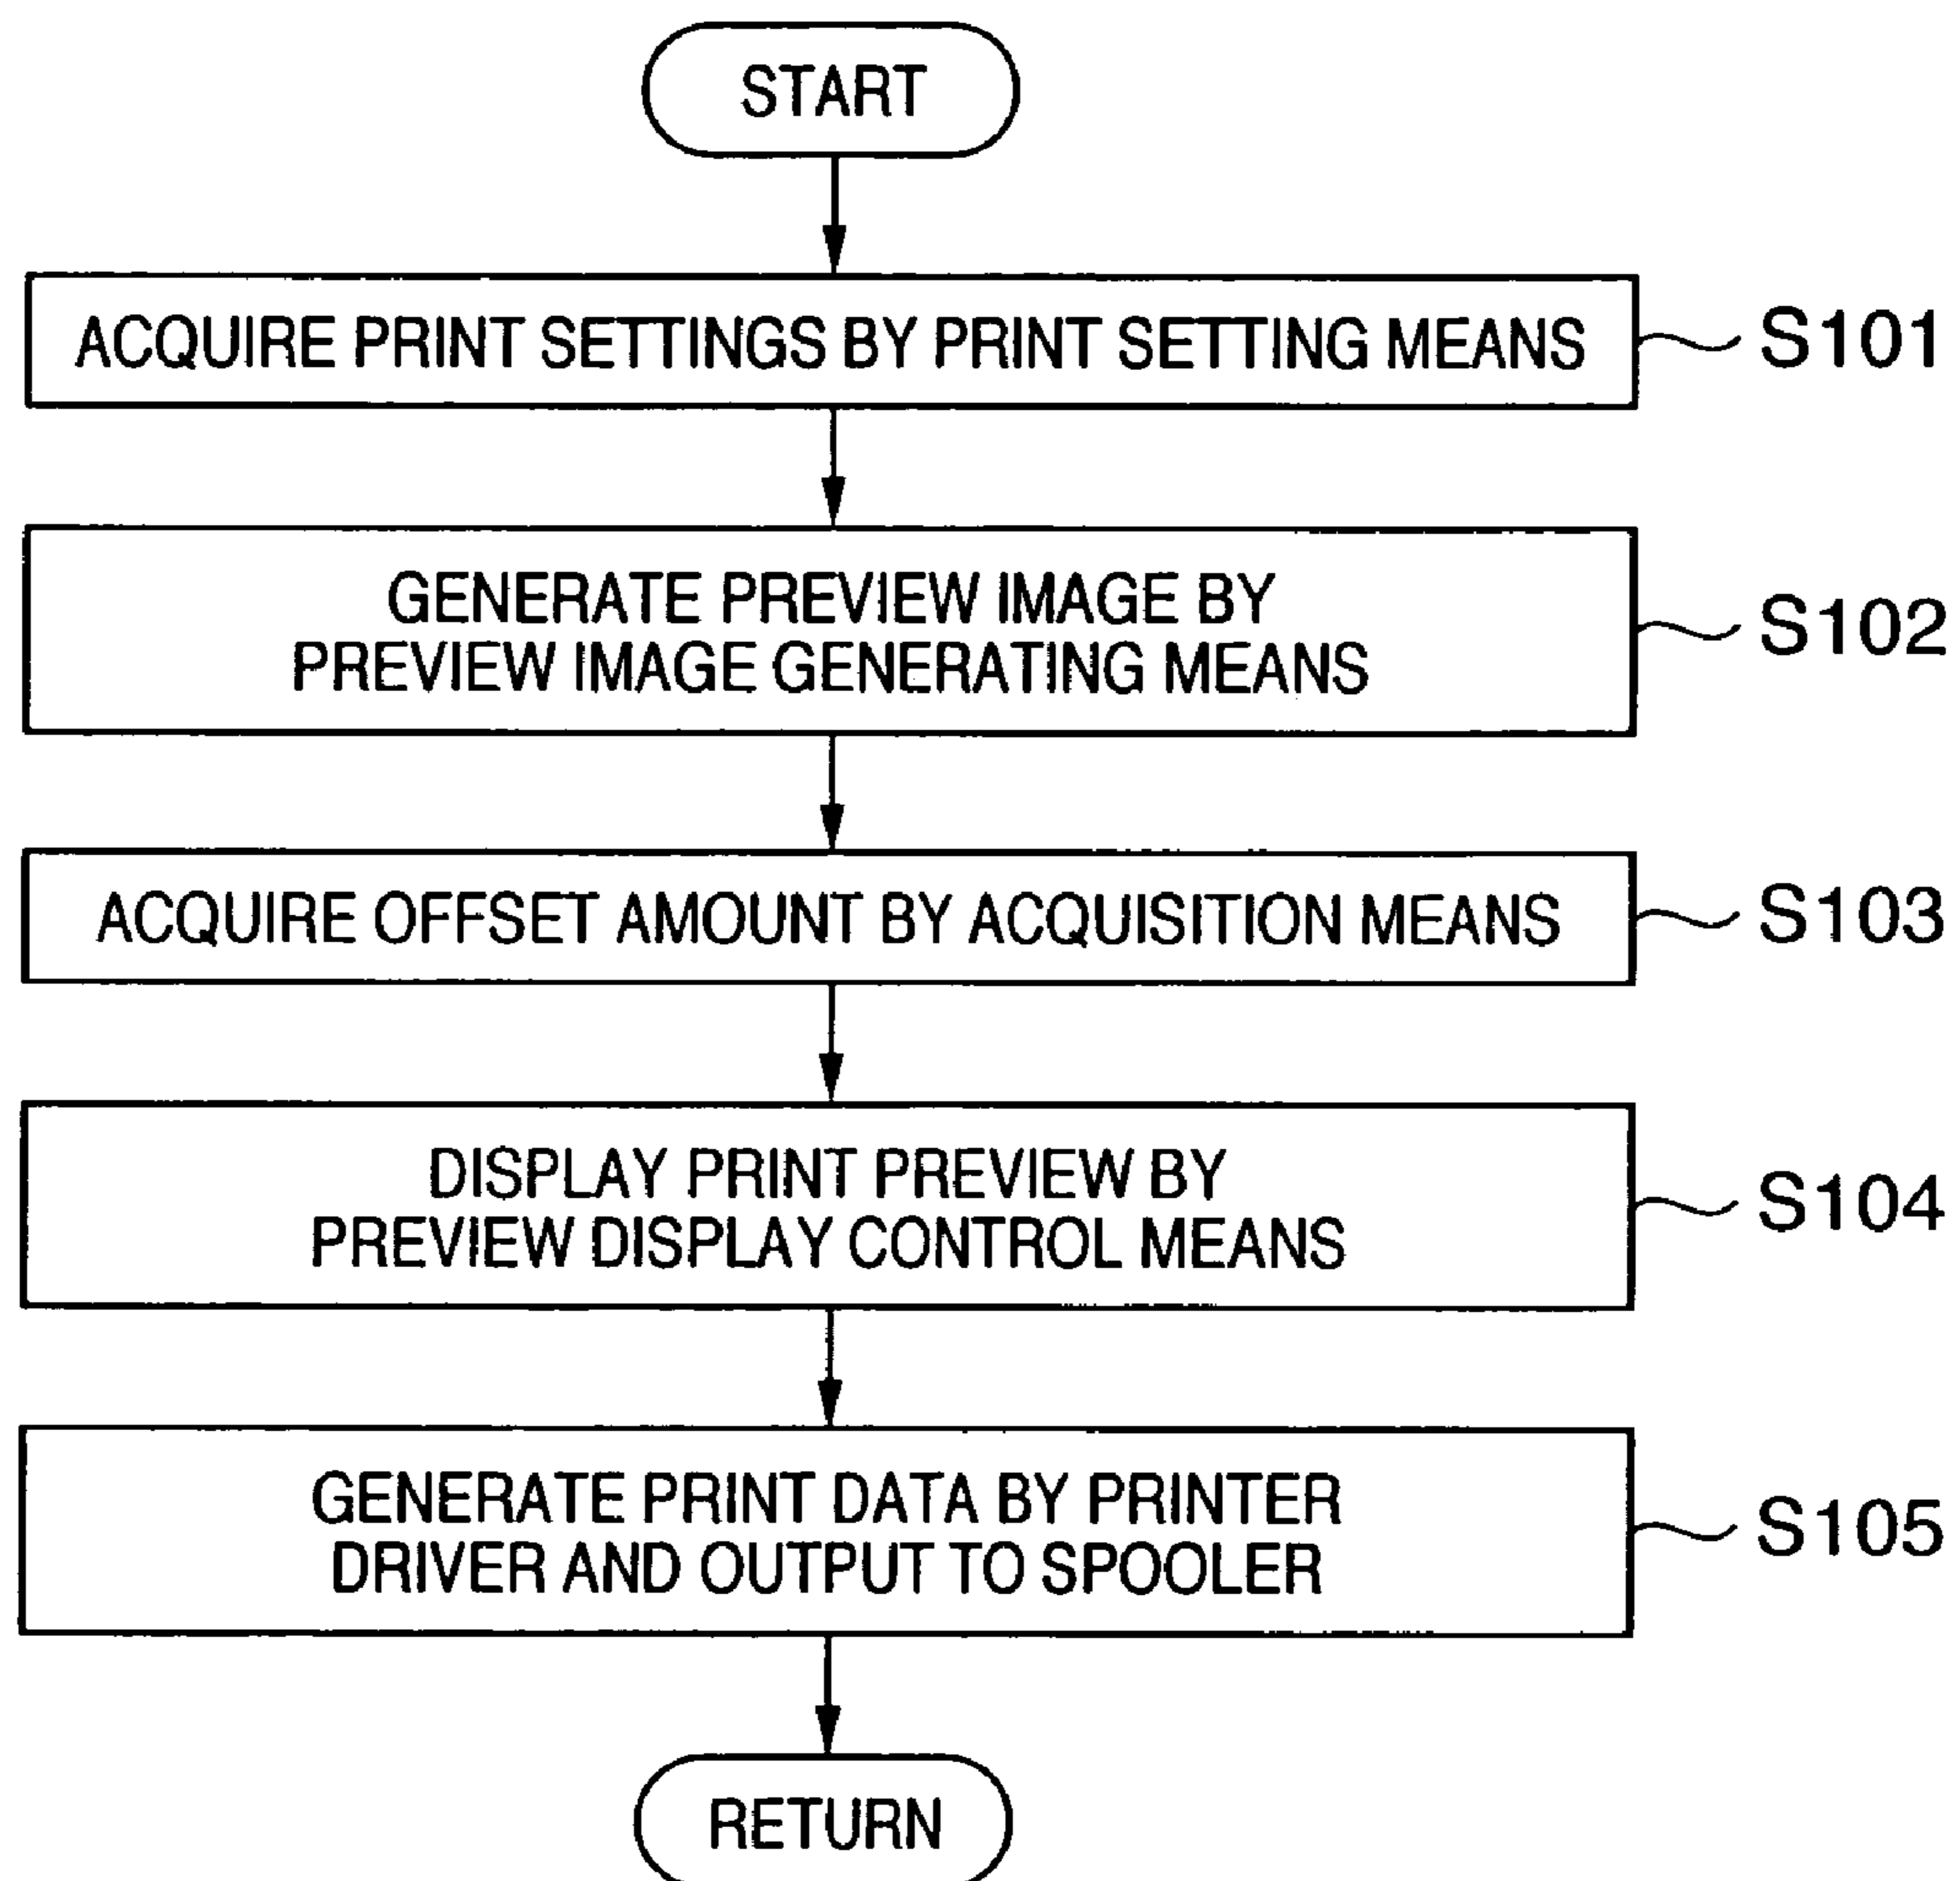 START
ACQUIRE PRINT SETTINGS BY PRINT SETTING MEANS
S101
GENERATE PREVIEW IMAGE BY
PREVIEW IMAGE GENERATING MEANS
S102
ACQUIRE OFFSET AMOUNT BY ACQUISITION MEANS
S103
DISPLAY PRINT PREVIEW BY
PREVIEW DISPLAY CONTROL MEANS
S104
GENERATE PRINT DATA BY PRINTER
DRIVER AND OUTPUT TO SPOOLER
S105
RETURN